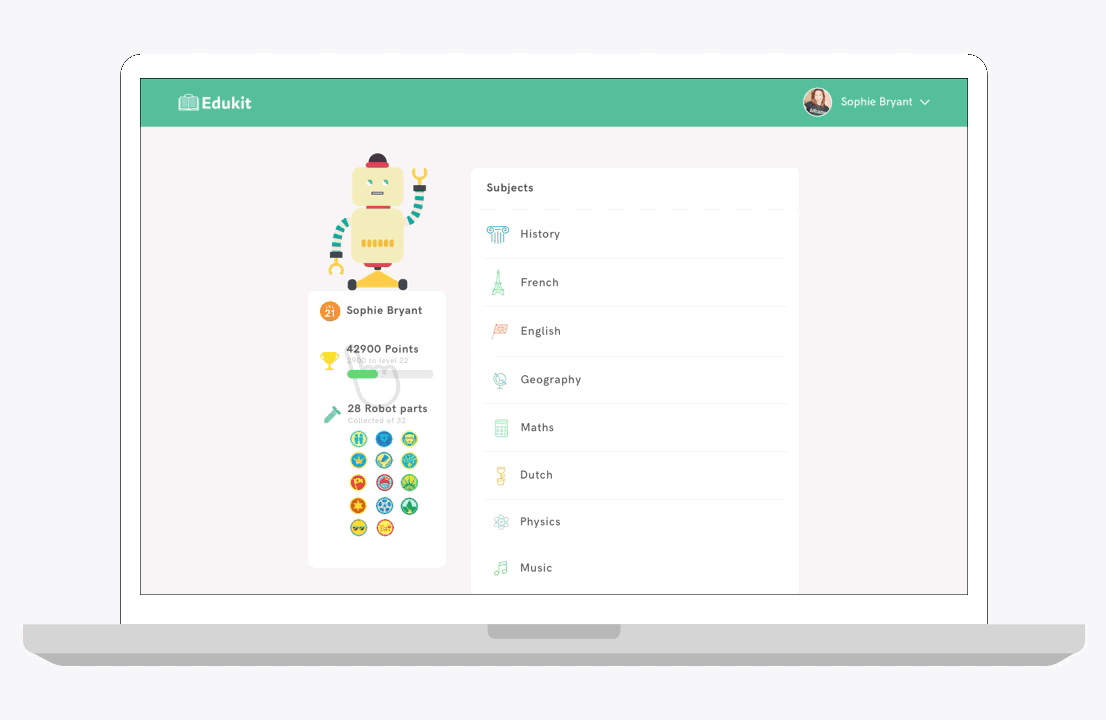 Edukit
Sophie Bryant
Subjects
History
French
English
Geography
Maths
Dutch
Physics
Music
21
Sophie Bryant
42900 Points
2900 to level 22
28 Robot parts
Collected of 32